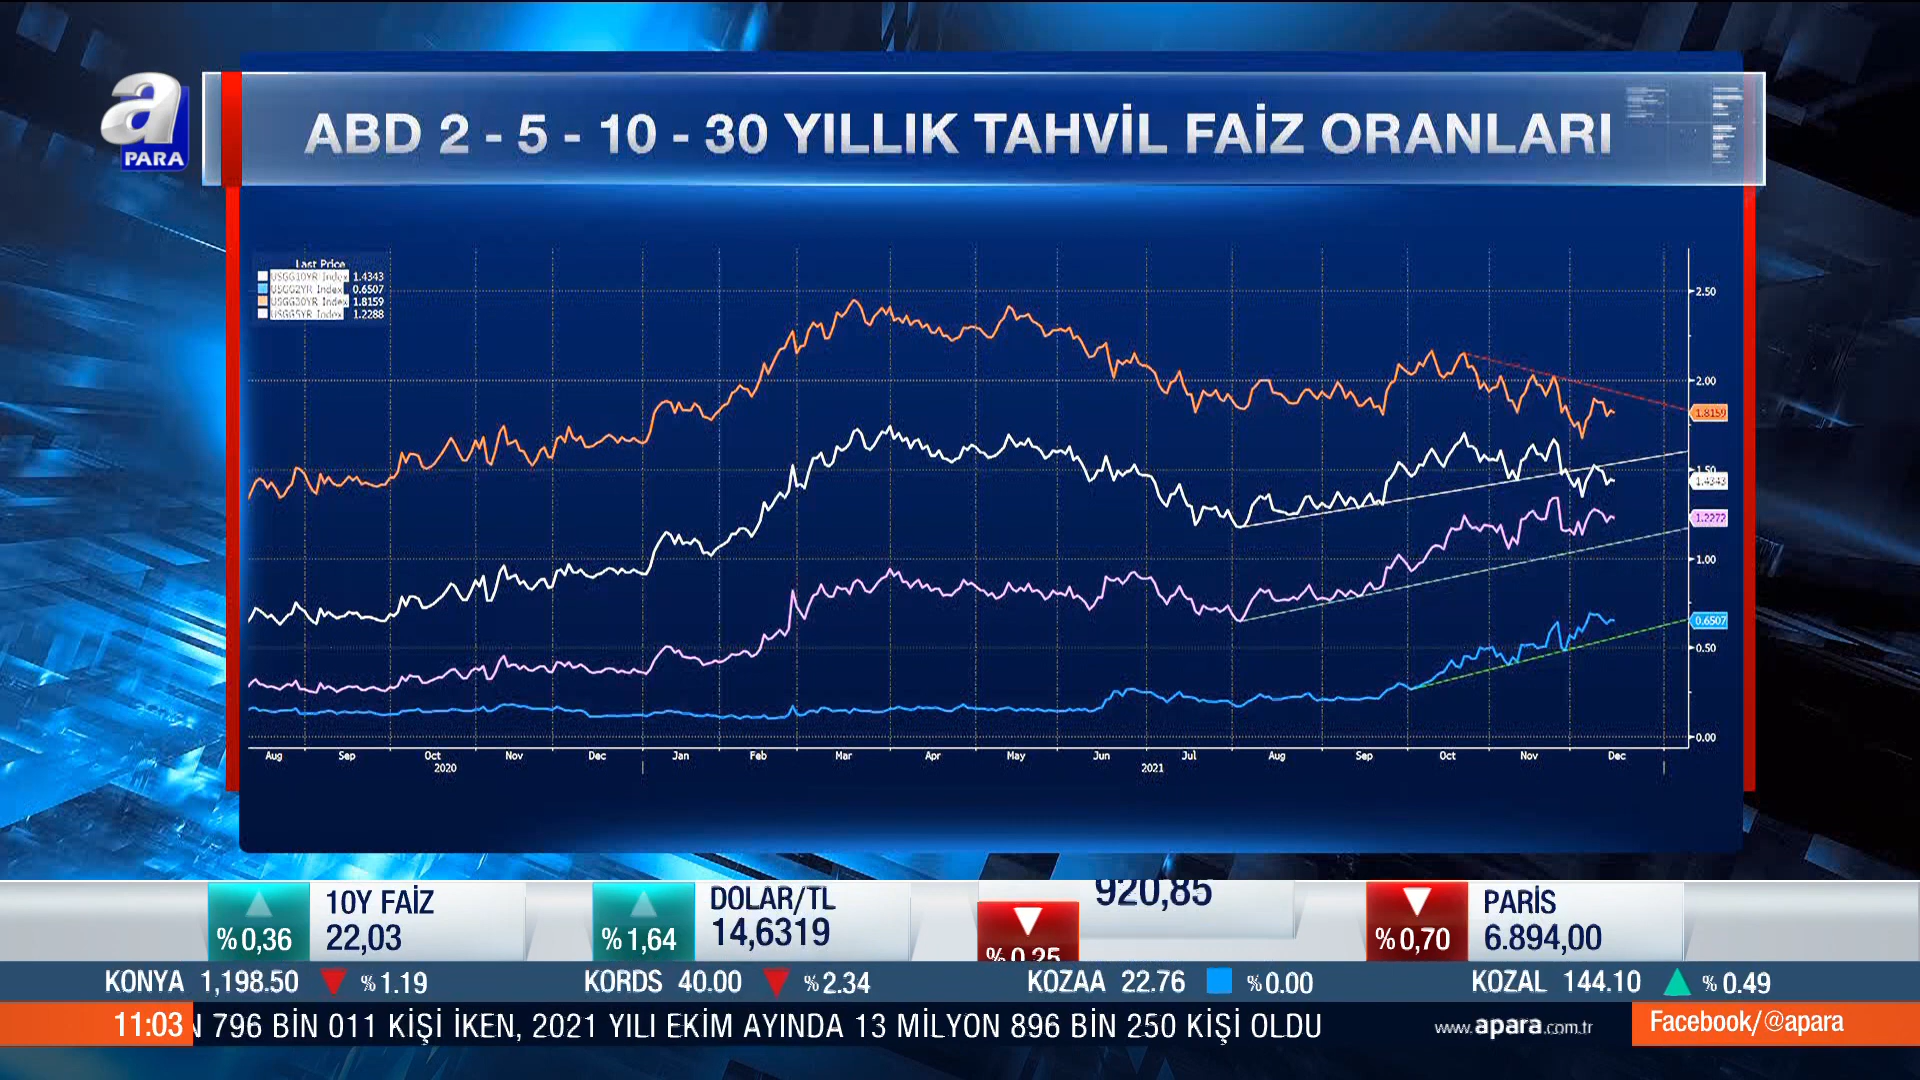 a
PARA
ABD 2 - 5 - 10 - 30 YILLIK TAHVİL FAİZ ORANLARI
Last Price
USGG10YR Index 1.4343
USGG2YR Index 0.6507
USGG30YR Index 1.8159
USGG5YR Index 1.2288
2.50
2.00
1.8159
1.50
1.4343
1.2272
1.00
0.6507
0.50
0.00
Aug Sep Oct Nov Dec Jan Feb Mar Apr May Jun Jul Aug Sep Oct Nov Dec
2020 2021
%0,36 10Y FAİZ 22,03
%1,64 DOLAR/TL 14,6319
%0,25 920,85
%0,70 PARİS 6.894,00
KONYA 1,198.50 %1.19 KORDS 40.00 %2.34 KOZAA 22.76 %0.00 KOZAL 144.10 %0.49
11:03 N 796 BİN 011 KİŞİ İKEN, 2021 YILI EKİM AYINDA 13 MİLYON 896 BİN 250 KİŞİ OLDU www.apara.com.tr Facebook/@apara